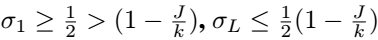 σ₁ ≥ 1/2 > (1 − J/k), σ_L ≤ 1/2(1 − J/k)